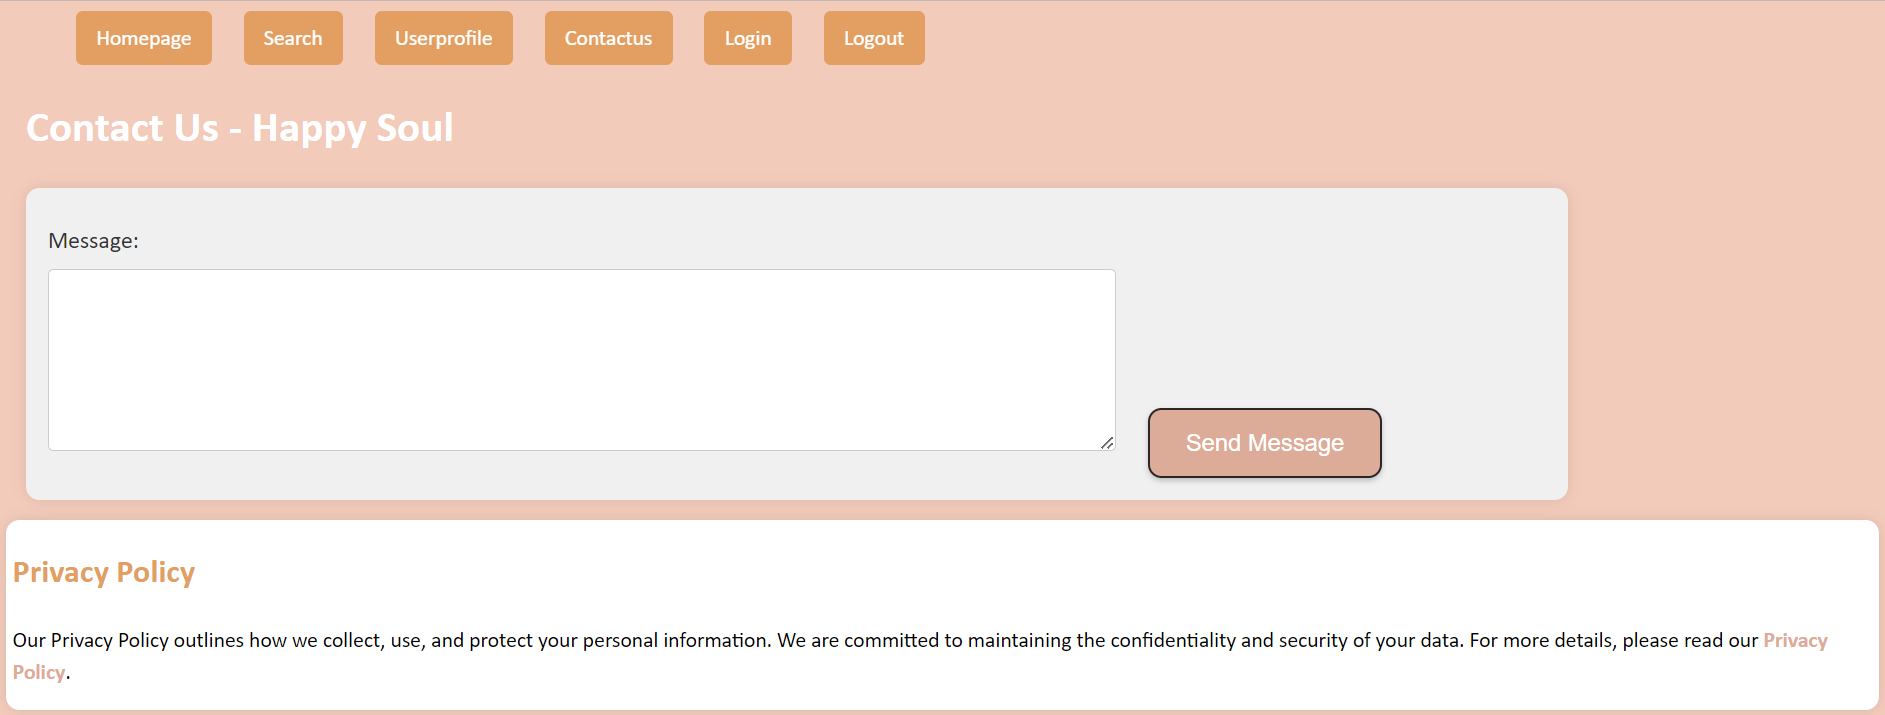 Homepage Search Userprofile Contactus Login Logout
Contact Us - Happy Soul
Message:
Send Message
Privacy Policy
Our Privacy Policy outlines how we collect, use, and protect your personal information. We are committed to maintaining the confidentiality and security of your data. For more details, please read our Privacy
Policy.